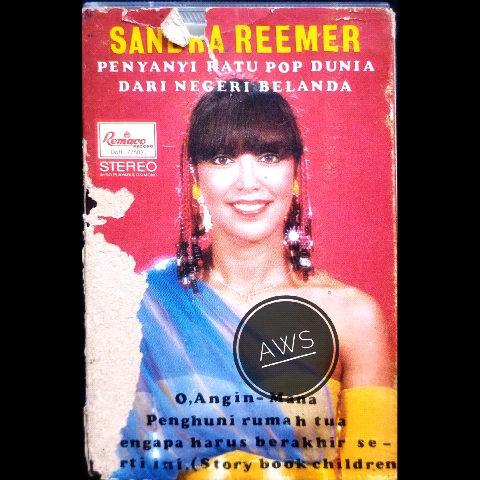 SANDRA REEMER
PENYANYI RATU POP DUNIA
DARI NEGERI BELANDA
Remaco
RECORD
STEREO
AWS
O, Angin-Mana
Penghuni rumah tua
engapa harus berakhir se-
rti ini, (Story book children